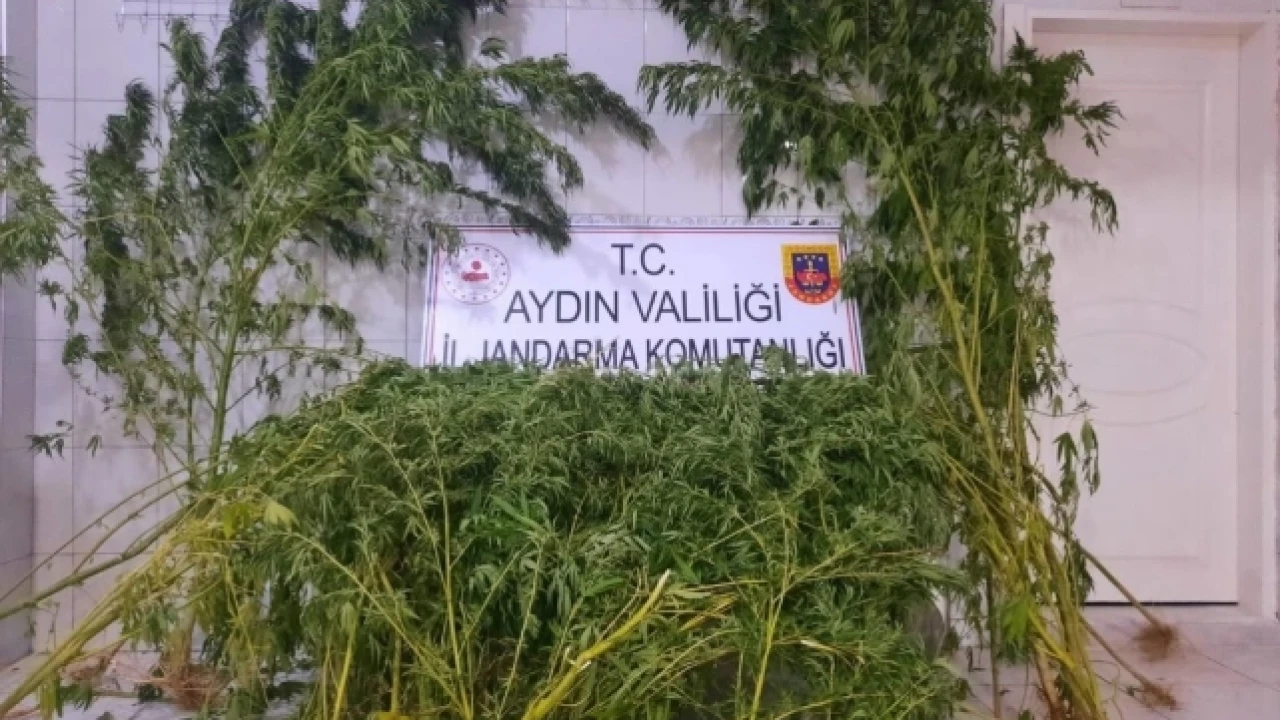 T.C.
AYDIN VALİLİĞİ
İL JANDARMA KOMUTANLIĞI